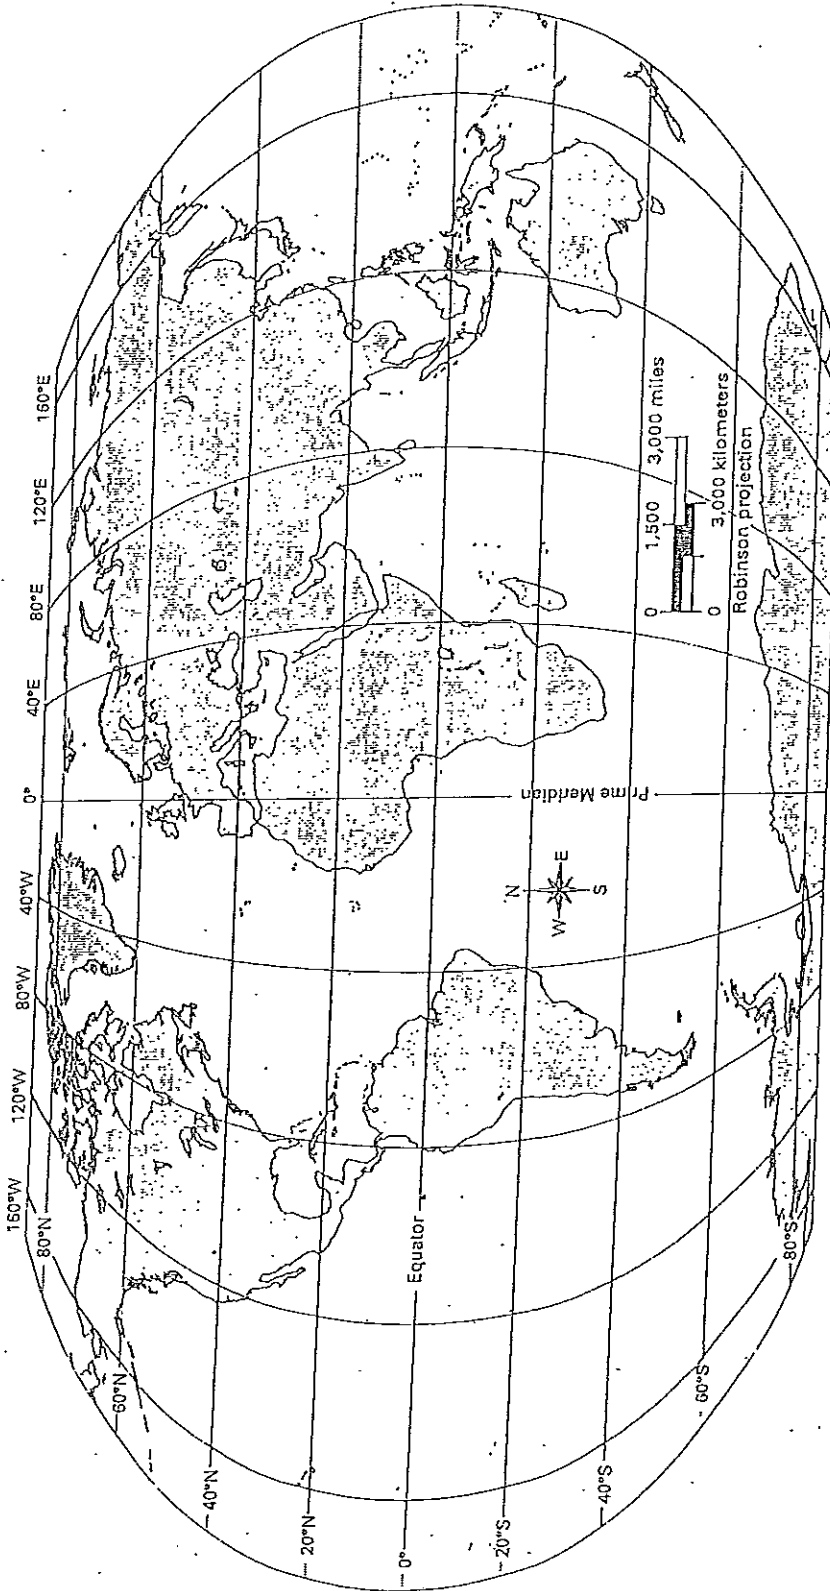 160°W
120°W
80°W
40°W
0°
40°E
80°E
120°E
160°E
80°N
60°N
40°N
20°N
0°
20°S
40°S
60°S
80°S
Equator
Prime Meridian
N
W
E
S
0
1,500
3,000 miles
0
3,000 kilometers
Robinson projection